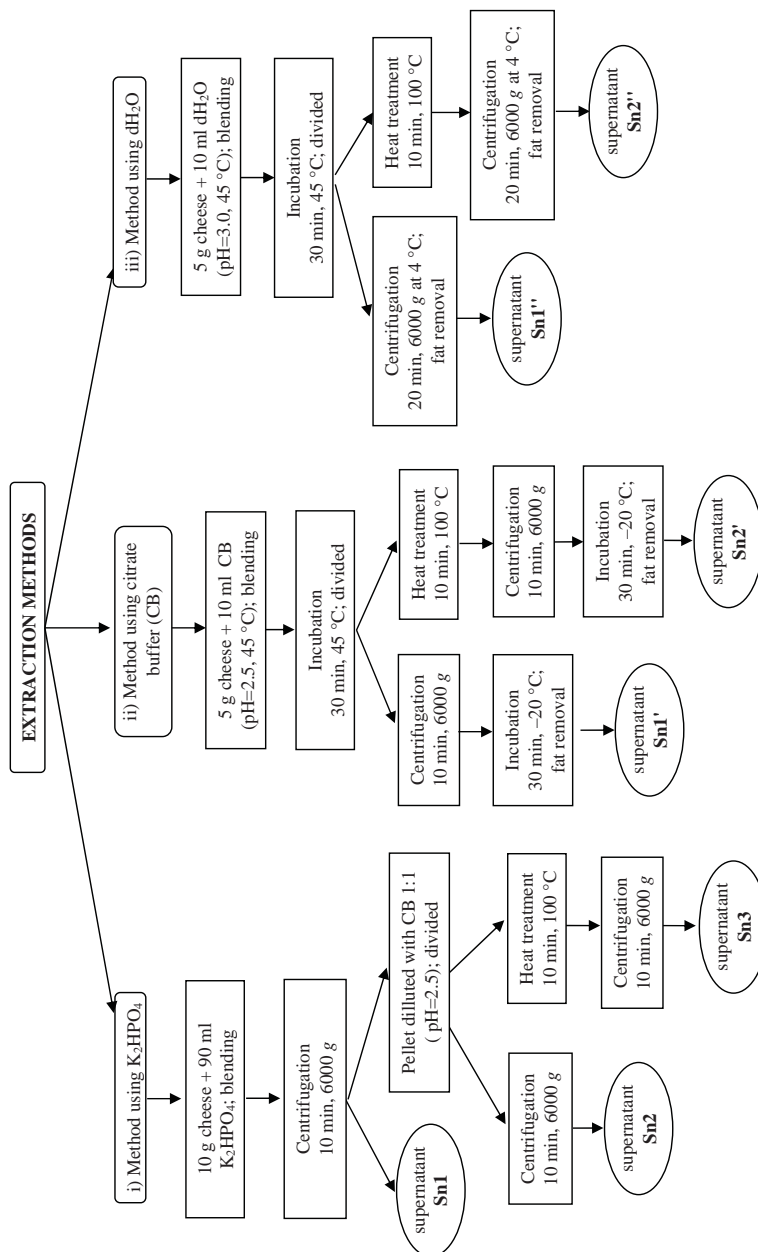 EXTRACTION METHODS
i) Method using K₂HPO₄
10 g cheese + 90 ml
K₂HPO₄; blending
Centrifugation
10 min, 6000 g
supernatant
Sn1
Pellet dilluted with CB 1:1
( pH=2.5); divided
Centrifugation
10 min, 6000 g
supernatant
Sn2
Heat treatment
10 min, 100 °C
Centrifugation
10 min, 6000 g
supernatant
Sn3
ii) Method using citrate
buffer (CB)
5 g cheese + 10 ml CB
(pH=2.5, 45 °C); blending
Incubation
30 min, 45 °C; divided
Centrifugation
10 min, 6000 g
Incubation
30 min, –20 °C;
fat removal
supernatant
Sn1'
Heat treatment
10 min, 100 °C
Centrifugation
10 min, 6000 g
Incubation
30 min, –20 °C;
fat removal
supernatant
Sn2'
iii) Method using dH₂O
5 g cheese + 10 ml dH₂O
(pH=3.0, 45 °C); blending
Incubation
30 min, 45 °C; divided
Centrifugation
20 min, 6000 g at 4 °C;
fat removal
supernatant
Sn1''
Heat treatment
10 min, 100 °C
Centrifugation
20 min, 6000 g at 4 °C;
fat removal
supernatant
Sn2''